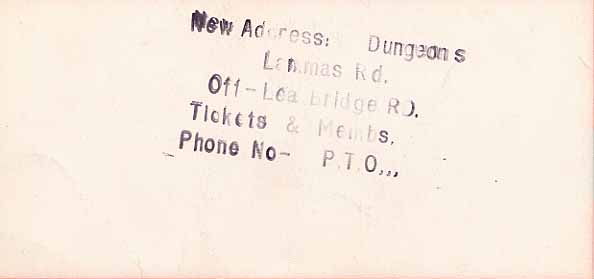 New Address: Dungeons
Lammas Rd.
Off-Lea bridge RD.
Tickets & Membs.
Phone No- P.T.O,,,